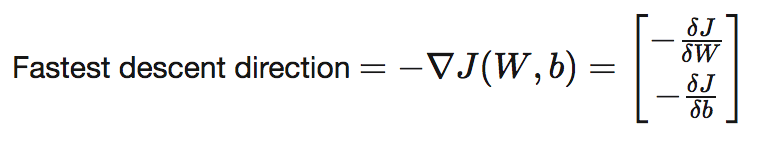 Fastest descent direction = −∇J(W, b) = [ −δJ/δW ; −δJ/δb ]